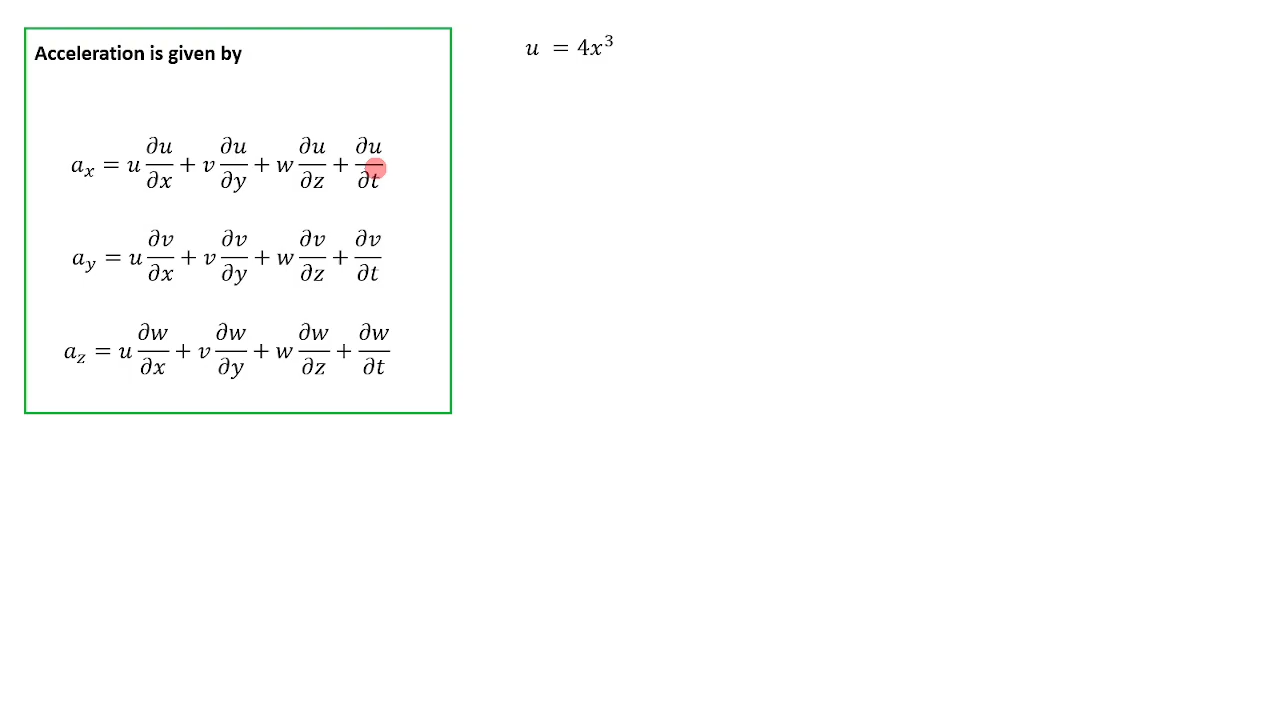 Acceleration is given by
𝑢 = 4𝑥³
𝑎ₓ = 𝑢 ∂𝑢/∂𝑥 + 𝑣 ∂𝑢/∂𝑦 + 𝑤 ∂𝑢/∂𝑧 + ∂𝑢/∂𝑡
𝑎_𝑦 = 𝑢 ∂𝑣/∂𝑥 + 𝑣 ∂𝑣/∂𝑦 + 𝑤 ∂𝑣/∂𝑧 + ∂𝑣/∂𝑡
𝑎_𝑧 = 𝑢 ∂𝑤/∂𝑥 + 𝑣 ∂𝑤/∂𝑦 + 𝑤 ∂𝑤/∂𝑧 + ∂𝑤/∂𝑡